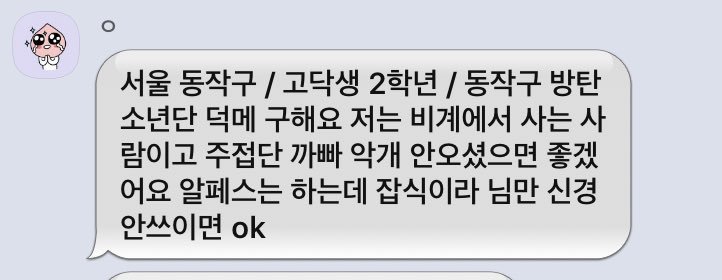 ㅇ
서울 동작구 / 고닥생 2학년 / 동작구 방탄
소년단 덕메 구해요 저는 비계에서 사는 사
람이고 주접단 까빠 악개 안오셨으면 좋겠
어요 알페스는 하는데 잡식이라 님만 신경
안쓰이면 ok